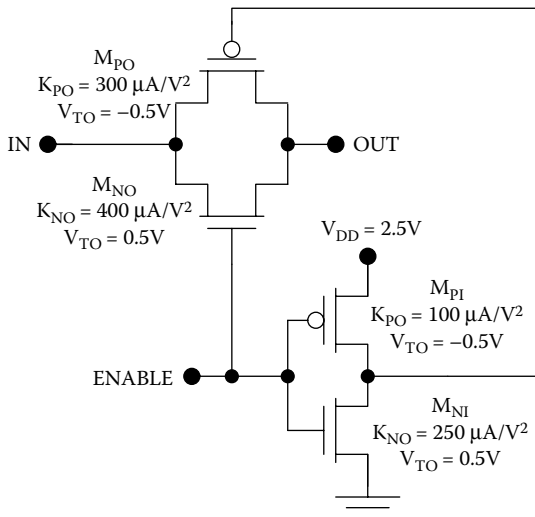 M_PO
K_PO = 300 μA/V²
V_TO = −0.5V
IN
OUT
M_NO
K_NO = 400 μA/V²
V_TO = 0.5V
V_DD = 2.5V
M_PI
K_PO = 100 μA/V²
V_TO = −0.5V
ENABLE
M_NI
K_NO = 250 μA/V²
V_TO = 0.5V